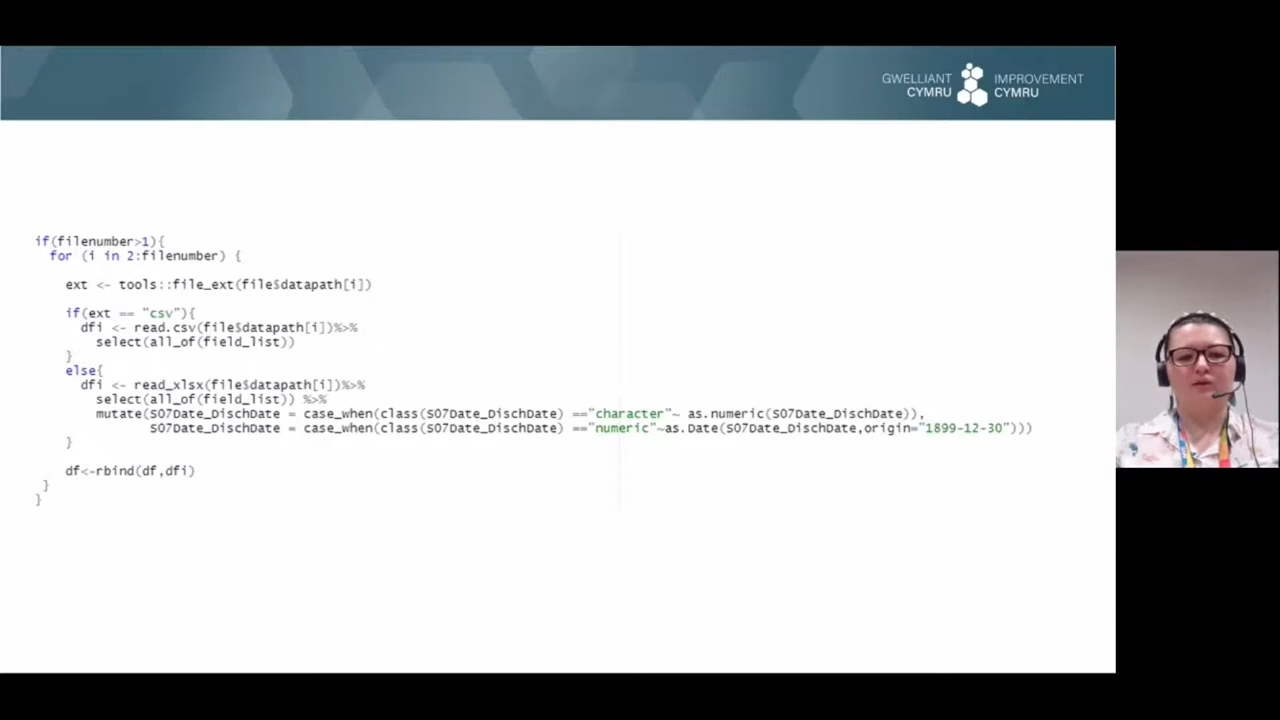 GWELLIANT CYMRU
IMPROVEMENT CYMRU
if(filenumber>1){
for (i in 2:filenumber) {
ext <- tools::file_ext(file$datapath[i])
if(ext == "csv"){
dfi <- read.csv(file$datapath[i])%>%
select(all_of(field_list))
}
else{
dfi <- read_xlsx(file$datapath[i])%>%
select(all_of(field_list)) %>%
mutate(S07Date_DischDate = case_when(class(S07Date_DischDate) =="character"~ as.numeric(S07Date_DischDate)),
S07Date_DischDate = case_when(class(S07Date_DischDate) =="numeric"~as.Date(S07Date_DischDate,origin="1899-12-30")))
}
df<-rbind(df,dfi)
}
}